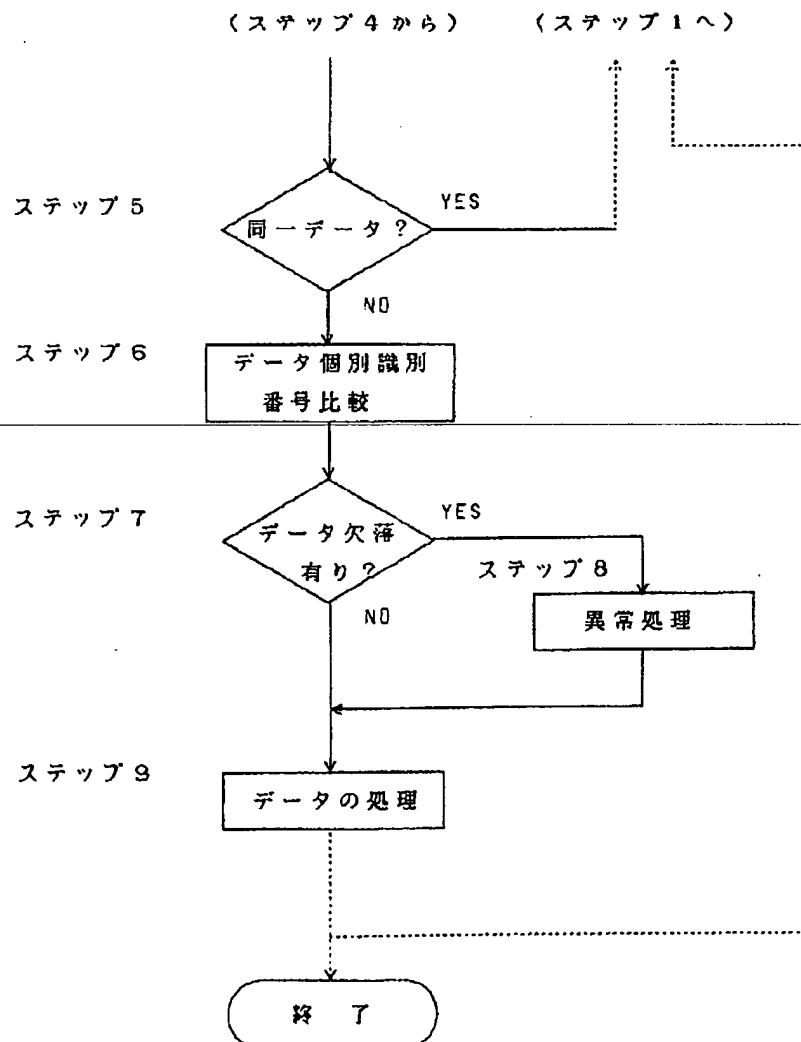 (ステップ4から) (ステップ1へ)
ステップ5
同一データ?
YES
NO
ステップ6
データ個別識別
番号比較
ステップ7
データ欠落
有り?
YES
ステップ8
異常処理
NO
ステップ9
データの処理
終 了